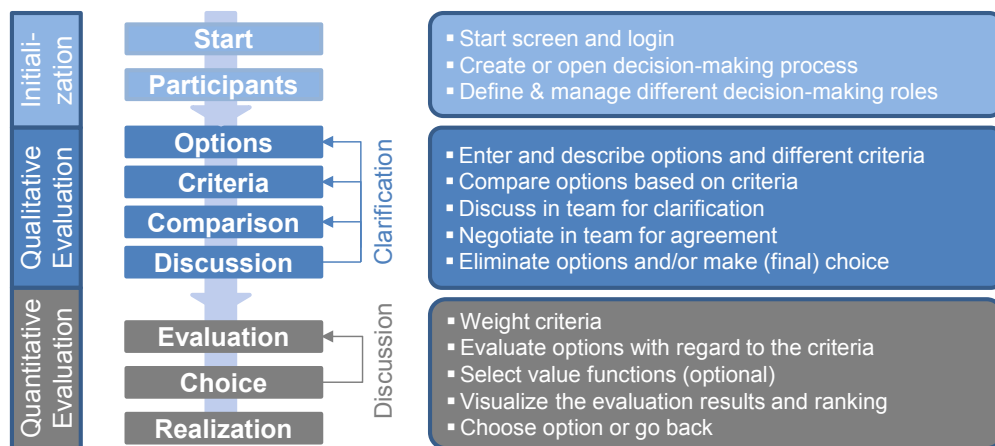 Initiali-
zation
Start
Participants
▪ Start screen and login
▪ Create or open decision-making process
▪ Define & manage different decision-making roles
Qualitative
Evaluation
Options
Criteria
Comparison
Discussion
Clarification
▪ Enter and describe options and different criteria
▪ Compare options based on criteria
▪ Discuss in team for clarification
▪ Negotiate in team for agreement
▪ Eliminate options and/or make (final) choice
Quantitative
Evaluation
Evaluation
Choice
Realization
Discussion
▪ Weight criteria
▪ Evaluate options with regard to the criteria
▪ Select value functions (optional)
▪ Visualize the evaluation results and ranking
▪ Choose option or go back